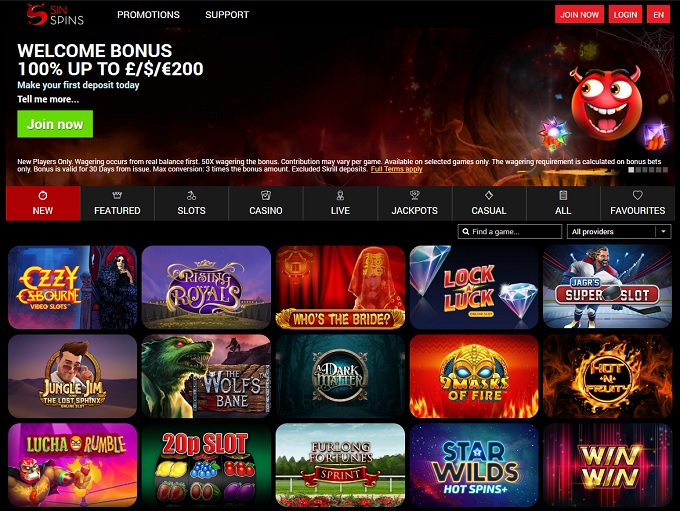 SIN
SPINS
PROMOTIONS
SUPPORT
JOIN NOW
LOGIN
EN
WELCOME BONUS
100% UP TO £/$/€200
Make your first deposit today
Tell me more...
Join now
New Players Only. Wagering occurs from real balance first. 50X wagering the bonus. Contribution may vary per game. Available on selected games only. The wagering requirement is calculated on bonus bets
only. Bonus is valid for 30 Days from issue. Max conversion: 3 times the bonus amount. Excluded Skrill deposits. Full Terms apply
NEW
FEATURED
SLOTS
CASINO
LIVE
JACKPOTS
CASUAL
ALL
FAVOURITES
Find a game...
All providers
OZZY
OSBOURNE
VIDEO SLOTS
RISING
ROYALS
WHO'S THE BRIDE?
LOCK
A
LUCK
JAGR'S
SUPER SLOT
JUNGLE JIM
THE LOST SPHINX
ONLINE SLOT
THE
WOLF'S
BANE
A
DARK
MATTER
9 MASKS
OF FIRE
HOT
'N'
FRUITY
LUCHA RUMBLE
20p SLOT
FURLONG
FORTUNES
SPRINT
STAR
WILDS
HOT SPINS+
WIN
WIN